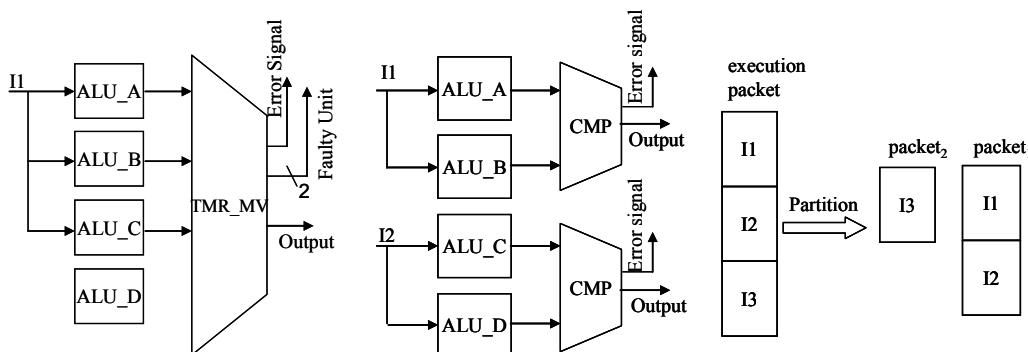 I1
ALU_A
ALU_B
ALU_C
ALU_D
TMR_MV
Error Signal
Faulty Unit
2
Output
I1
ALU_A
ALU_B
CMP
Error signal
Output
I2
ALU_C
ALU_D
CMP
Error signal
Output
execution
packet
I1
I2
I3
Partition
packet2
I3
packet
I1
I2